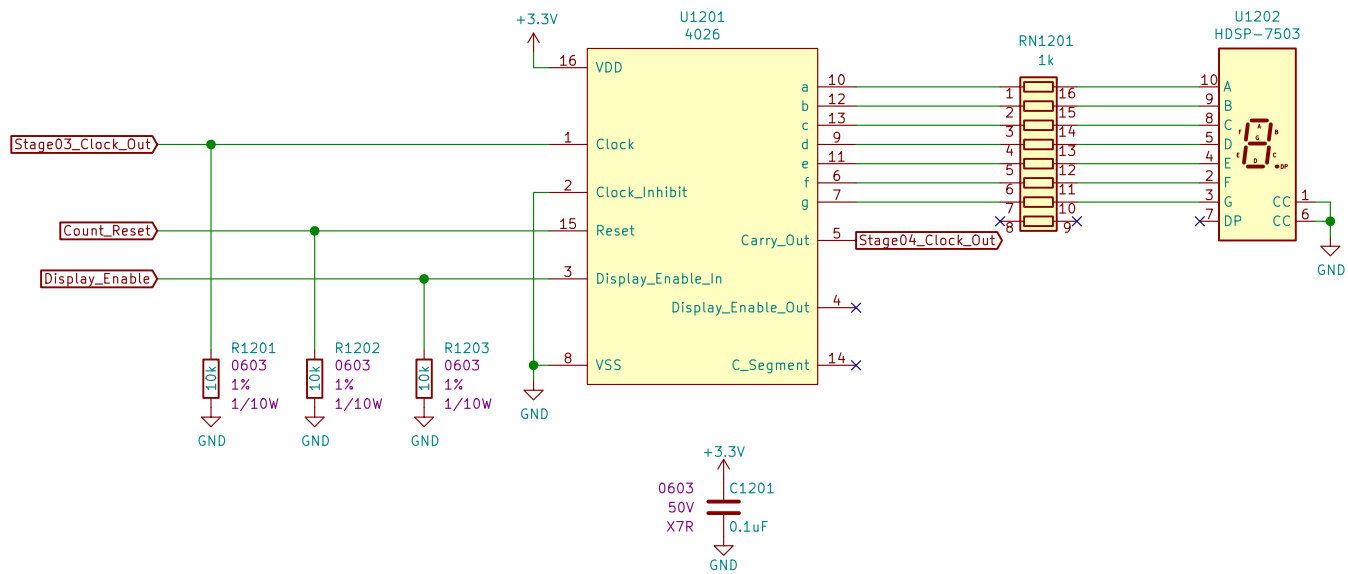 +3.3V
U1201
4026
16 VDD
Stage03_Clock_Out
1 Clock
2 Clock_Inhibit
Count_Reset
15 Reset
Display_Enable
3 Display_Enable_In
8 VSS
GND
a 10
b 12
c 13
d 9
e 11
f 6
g 7
Carry_Out 5
Stage04_Clock_Out
Display_Enable_Out 4
C_Segment 14
RN1201
1k
1 16
2 15
3 14
4 13
5 12
6 11
7 10
8 9
U1202
HDSP-7503
10 A
9 B
8 C
5 D
4 E
2 F
3 G
7 DP
A
F B
G
E C
D
DP
CC 1
CC 6
GND
10k
R1201
0603
1%
1/10W
GND
10k
R1202
0603
1%
1/10W
GND
10k
R1203
0603
1%
1/10W
GND
+3.3V
0603 C1201
50V
X7R 0.1uF
GND